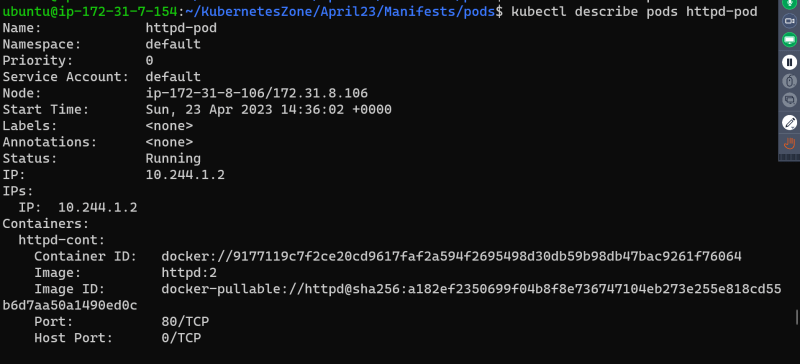 ubuntu@ip-172-31-7-154:~/KubernetesZone/April23/Manifests/pods$ kubectl describe pods httpd-pod
Name:             httpd-pod
Namespace:        default
Priority:         0
Service Account:  default
Node:             ip-172-31-8-106/172.31.8.106
Start Time:       Sun, 23 Apr 2023 14:36:02 +0000
Labels:           <none>
Annotations:      <none>
Status:           Running
IP:               10.244.1.2
IPs:
  IP:  10.244.1.2
Containers:
  httpd-cont:
    Container ID:   docker://9177119c7f2ce20cd9617faf2a594f2695498d30db59b98db47bac9261f76064
    Image:          httpd:2
    Image ID:       docker-pullable://httpd@sha256:a182ef2350699f04b8f8e736747104eb273e255e818cd55
b6d7aa50a1490ed0c
    Port:           80/TCP
    Host Port:      0/TCP